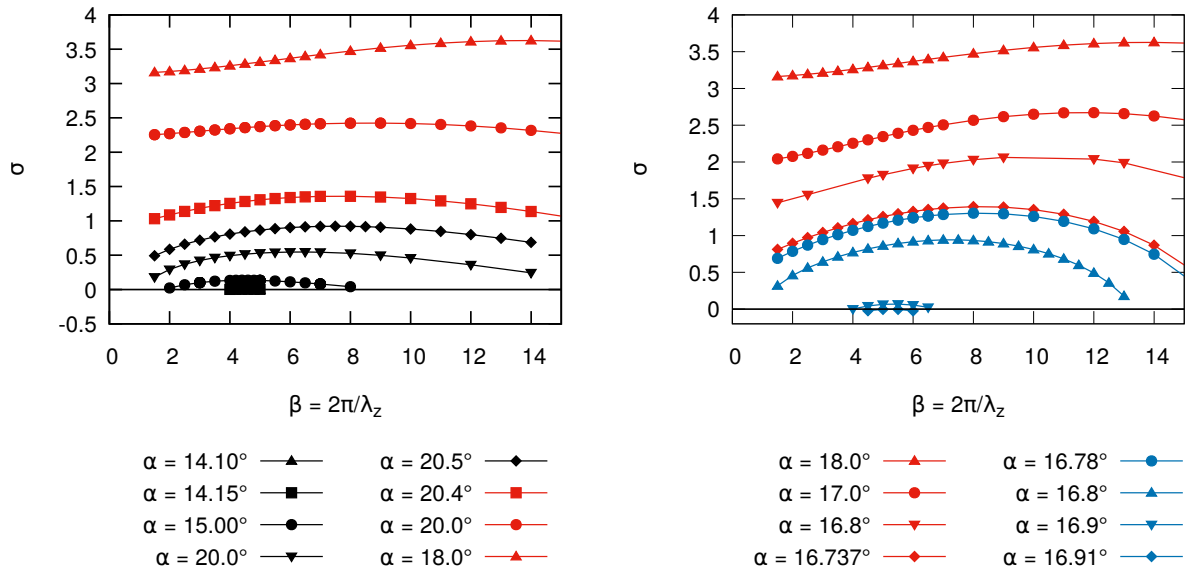 4
3.5
3
2.5
2
1.5
1
0.5
0
-0.5
σ
0 2 4 6 8 10 12 14
β = 2π/λz
α = 14.10°
α = 14.15°
α = 15.00°
α = 20.0°
α = 20.5°
α = 20.4°
α = 20.0°
α = 18.0°
4
3.5
3
2.5
2
1.5
1
0.5
0
σ
0 2 4 6 8 10 11 12 13 14 15
β = 2π/λz
α = 18.0°
α = 17.0°
α = 16.8°
α = 16.737°
α = 16.78°
α = 16.8°
α = 16.9°
α = 16.91°